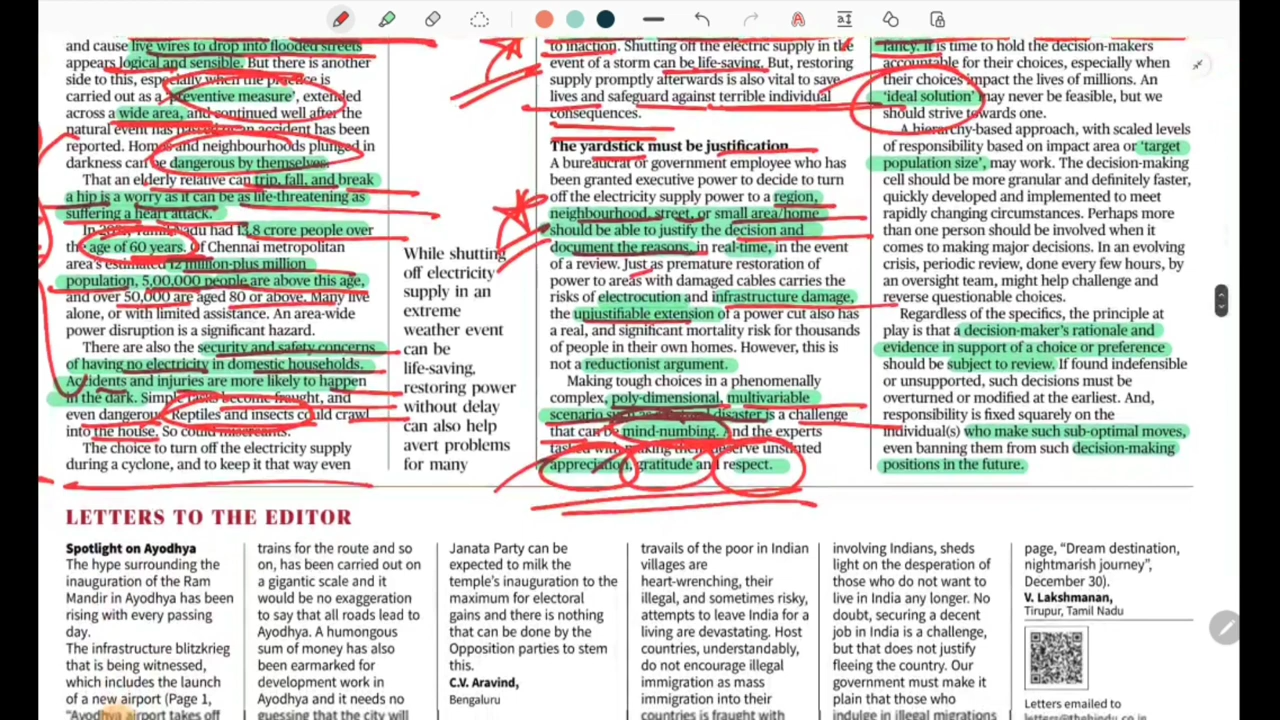 and cause live wires to drop into flooded streets
appears logical and sensible. But there is another
side to this, especially when the practice is
carried out as a 'preventive measure', extended
across a wide area, and continued well after the
natural event has an accident has been
reported. Homes and neighbourhoods plunged in
darkness can be dangerous by themselves.
That an elderly relative can trip, fall, and break
a hip is a worry as it can be as life-threatening as
suffering a heart attack.
In Tamil Nadu had 13.8 crore people over
the age of 60 years. Of Chennai metropolitan
area's estimated 12 million-plus million
population, 5,00,000 people are above this age,
and over 50,000 are aged 80 or above. Many live
alone, or with limited assistance. An area-wide
power disruption is a significant hazard.
There are also the security and safety concerns
of having no electricity in domestic households.
Accidents and injuries are more likely to happen
in the dark. Simple become fraught, and
even dangerous. Reptiles and insects could crawl
into the house. So could miscreants.
The choice to turn off the electricity supply
during a cyclone, and to keep it that way even
While shutting
off electricity
supply in an
extreme
weather event
can be
life-saving,
restoring power
without delay
can also help
avert problems
for many
to inaction. Shutting off the electric supply in the
event of a storm can be life-saving. But, restoring
supply promptly afterwards is also vital to save
lives and safeguard against terrible individual
consequences.
The yardstick must be justification
A bureaucrat or government employee who has
been granted executive power to decide to turn
off the electricity supply power to a region,
neighbourhood, street, or small area/home
should be able to justify the decision and
document the reasons, in real-time, in the event
of a review. Just as premature restoration of
power to areas with damaged cables carries the
risks of electrocution and infrastructure damage,
the unjustifiable extension of a power cut also has
a real, and significant mortality risk for thousands
of people in their own homes. However, this is
not a reductionist argument.
Making tough choices in a phenomenally
complex, poly-dimensional, multivariable
scenario such as a natural disaster is a challenge
that can be mind-numbing. And the experts
tasked with making them deserve unstinted
appreciation, gratitude and respect.
fancy. It is time to hold the decision-makers
accountable for their choices, especially when
their choices impact the lives of millions. An
'ideal solution' may never be feasible, but we
should strive towards one.
A hierarchy-based approach, with scaled levels
of responsibility based on impact area or 'target
population size', may work. The decision-making
cell should be more granular and definitely faster,
quickly developed and implemented to meet
rapidly changing circumstances. Perhaps more
than one person should be involved when it
comes to making major decisions. In an evolving
crisis, periodic review, done every few hours, by
an oversight team, might help challenge and
reverse questionable choices.
Regardless of the specifics, the principle at
play is that a decision-maker's rationale and
evidence in support of a choice or preference
should be subject to review. If found indefensible
or unsupported, such decisions must be
overturned or modified at the earliest. And,
responsibility is fixed squarely on the
individual(s) who make such sub-optimal moves,
even banning them from such decision-making
positions in the future.
LETTERS TO THE EDITOR
Spotlight on Ayodhya
The hype surrounding the
inauguration of the Ram
Mandir in Ayodhya has been
rising with every passing
day.
The infrastructure blitzkrieg
that is being witnessed,
which includes the launch
of a new airport (Page 1,
"Ayodhya airport takes off
trains for the route and so
on, has been carried out on
a gigantic scale and it
would be no exaggeration
to say that all roads lead to
Ayodhya. A humongous
sum of money has also
been earmarked for
development work in
Ayodhya and it needs no
guessing that the city will
Janata Party can be
expected to milk the
temple's inauguration to the
maximum for electoral
gains and there is nothing
that can be done by the
Opposition parties to stem
this.
C.V. Aravind,
Bengaluru
travails of the poor in Indian
villages are
heart-wrenching, their
illegal, and sometimes risky,
attempts to leave India for a
living are devastating. Host
countries, understandably,
do not encourage illegal
immigration as mass
immigration into their
countries is fraught with
involving Indians, sheds
light on the desperation of
those who do not want to
live in India any longer. No
doubt, securing a decent
job in India is a challenge,
but that does not justify
fleeing the country. Our
government must make it
plain that those who
indulge in illegal migrations
page, "Dream destination,
nightmarish journey",
December 30).
V. Lakshmanan,
Tirupur, Tamil Nadu
Letters emailed to
letters@thehindu.co.in